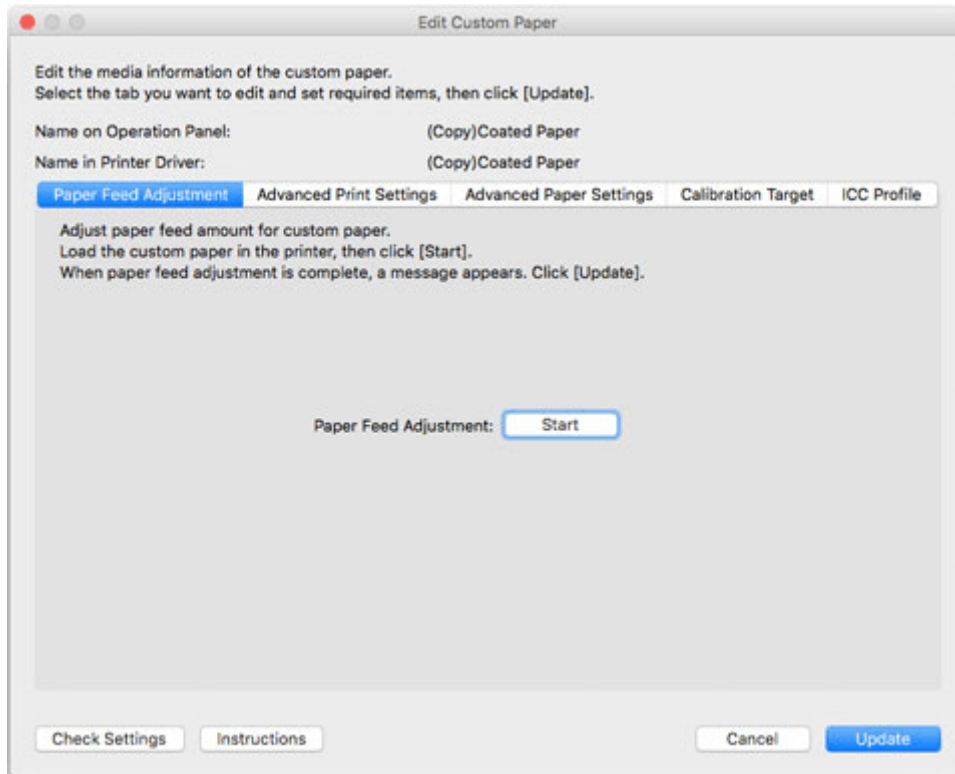 Edit Custom Paper
Edit the media information of the custom paper.
Select the tab you want to edit and set required items, then click [Update].
Name on Operation Panel: (Copy)Coated Paper
Name in Printer Driver: (Copy)Coated Paper
Paper Feed Adjustment Advanced Print Settings Advanced Paper Settings Calibration Target ICC Profile
Adjust paper feed amount for custom paper.
Load the custom paper in the printer, then click [Start].
When paper feed adjustment is complete, a message appears. Click [Update].
Paper Feed Adjustment: Start
Check Settings Instructions Cancel Update